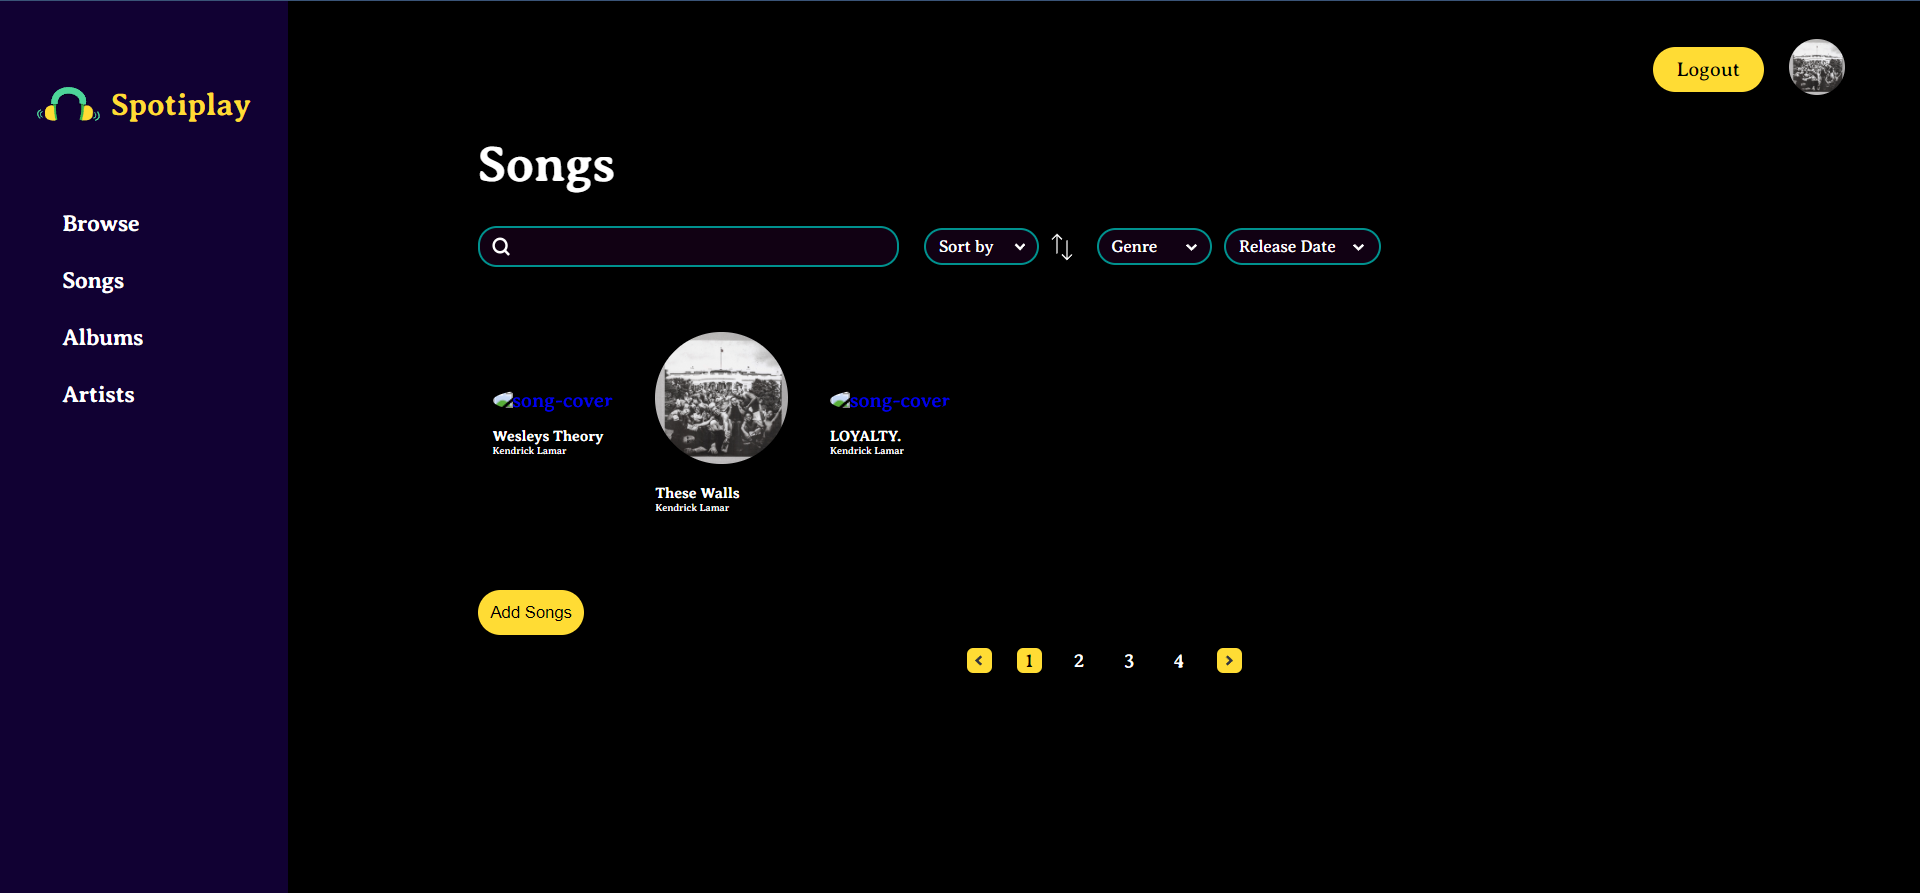 Logout
Spotiplay
Songs
Browse
Songs
Albums
Artists
Sort by
Genre
Release Date
song-cover
Wesleys Theory
Kendrick Lamar
These Walls
Kendrick Lamar
song-cover
LOYALTY.
Kendrick Lamar
Add Songs
< 1 2 3 4 >